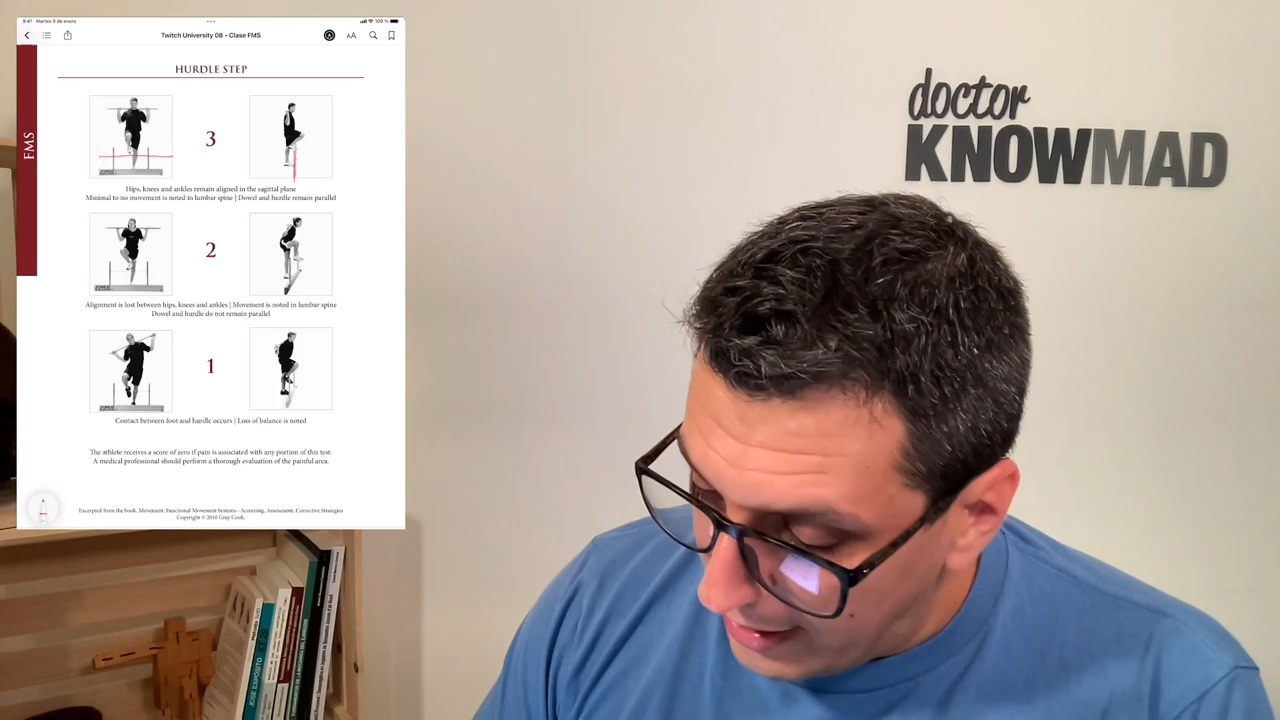 9:41 Martes 9 de enero
100 %
Twitch University 08 - Clase FMS
AA
HURDLE STEP
FMS
3
Hips, knees and ankles remain aligned in the sagittal plane
Minimal to no movement is noted in lumbar spine | Dowel and hurdle remain parallel
2
Alignment is lost between hips, knees and ankles | Movement is noted in lumbar spine
Dowel and hurdle do not remain parallel
1
Contact between foot and hurdle occurs | Loss of balance is noted
The athlete receives a score of zero if pain is associated with any portion of this test.
A medical professional should perform a thorough evaluation of the painful area.
Excerpted from the book, Movement: Functional Movement Systems—Screening, Assessment, Corrective Strategies
Copyright © 2010 Gray Cook.
doctor
KNOWMAD
JOSE EXPÓSITO